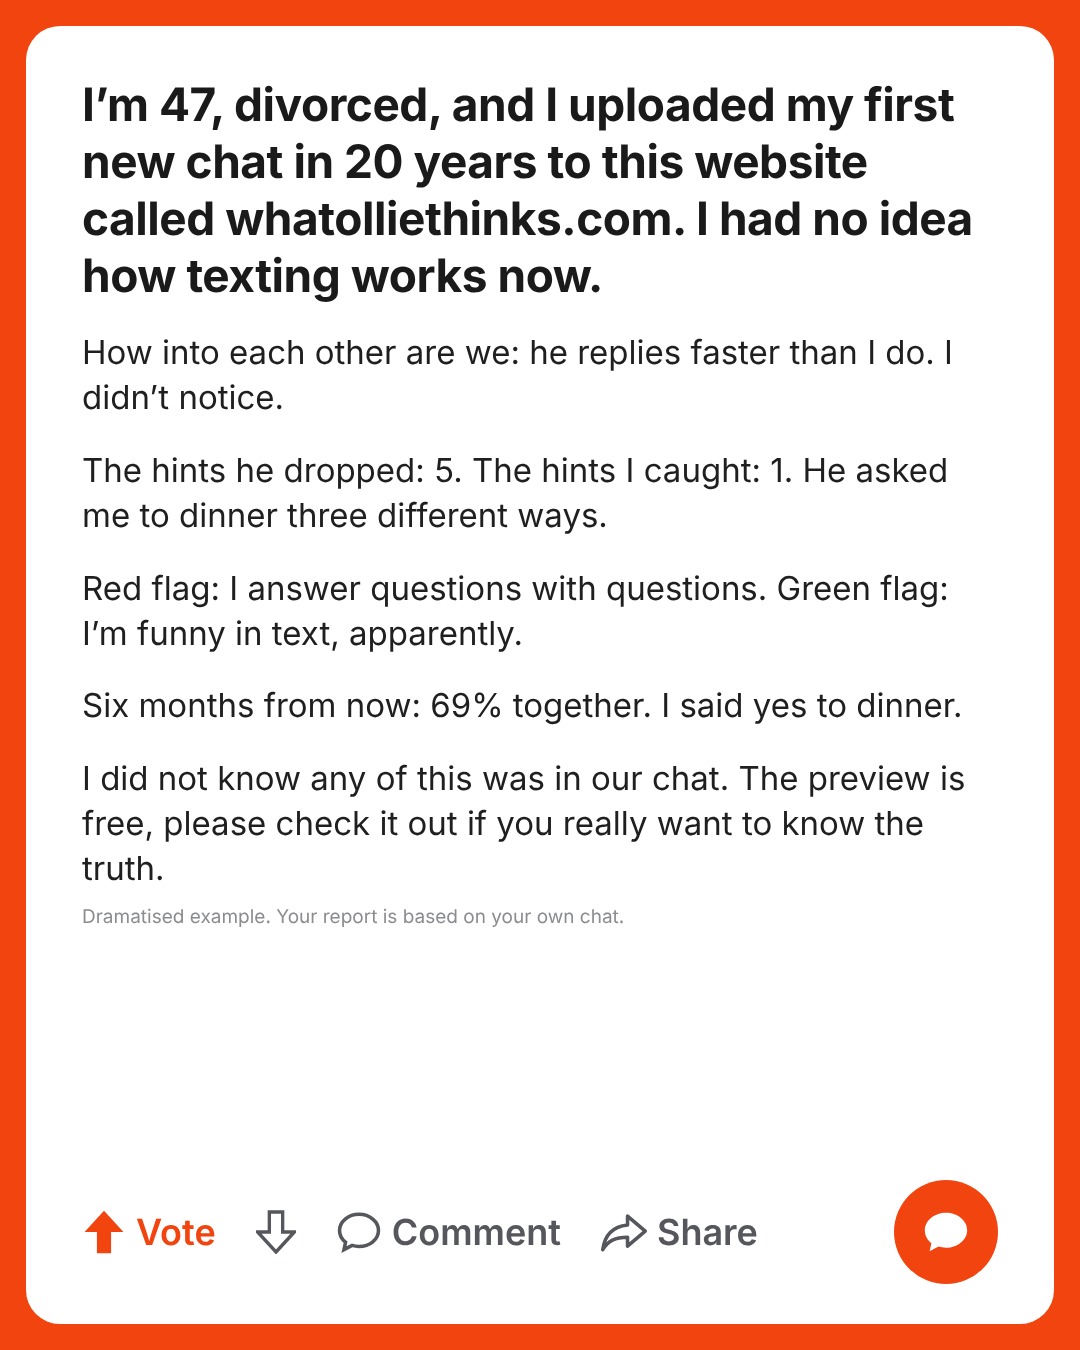 I’m 47, divorced, and I uploaded my first
new chat in 20 years to this website
called whatolliethinks.com. I had no idea
how texting works now.
How into each other are we: he replies faster than I do. I
didn’t notice.
The hints he dropped: 5. The hints I caught: 1. He asked
me to dinner three different ways.
Red flag: I answer questions with questions. Green flag:
I’m funny in text, apparently.
Six months from now: 69% together. I said yes to dinner.
I did not know any of this was in our chat. The preview is
free, please check it out if you really want to know the
truth.
Dramatised example. Your report is based on your own chat.
Vote Comment Share